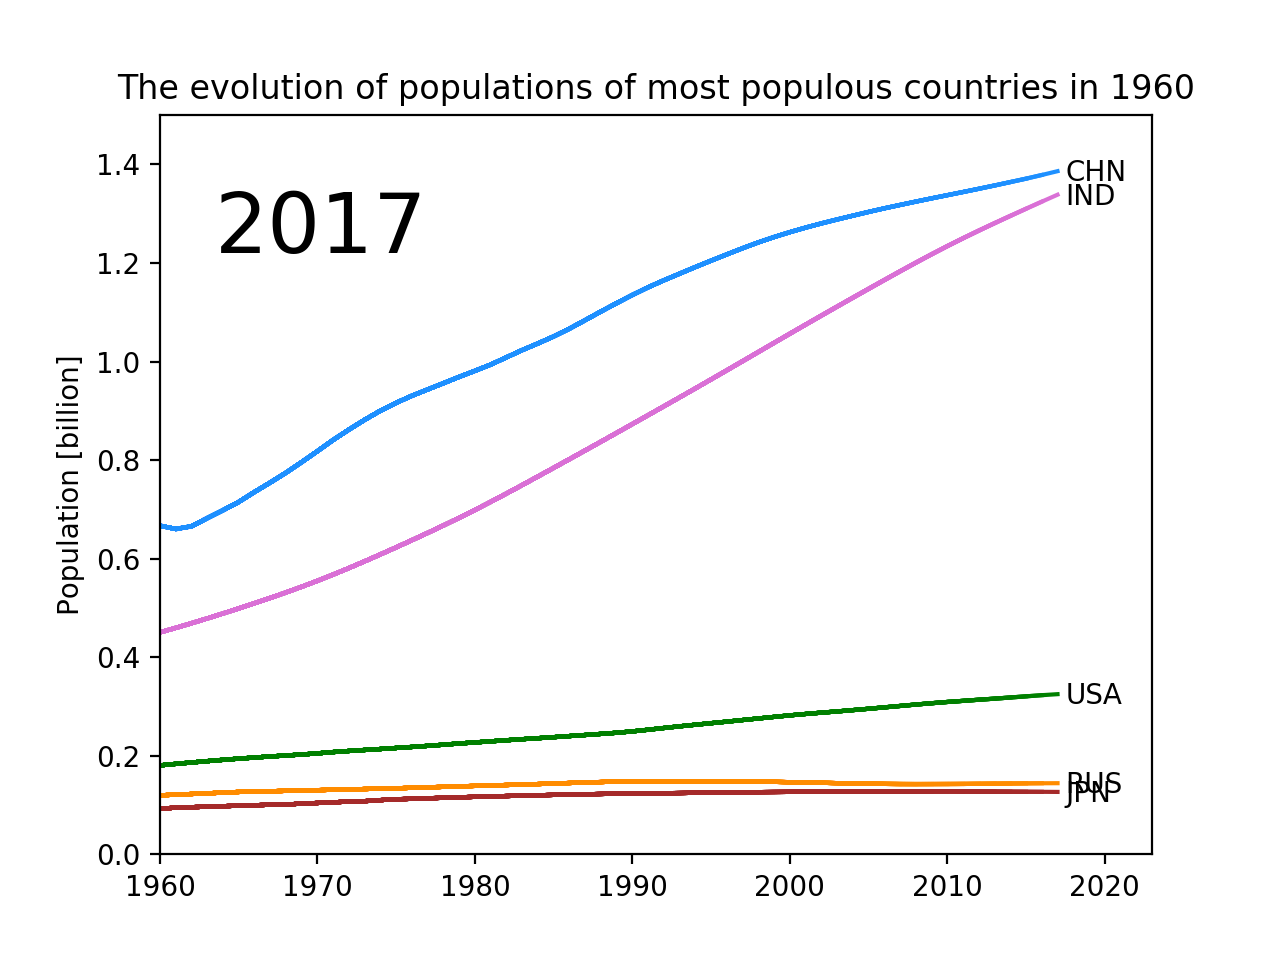 The evolution of populations of most populous countries in 1960
2017
Population [billion]
1.4
1.2
1.0
0.8
0.6
0.4
0.2
0.0
CHN
IND
USA
RUS
JPN
1960 1970 1980 1990 2000 2010 2020